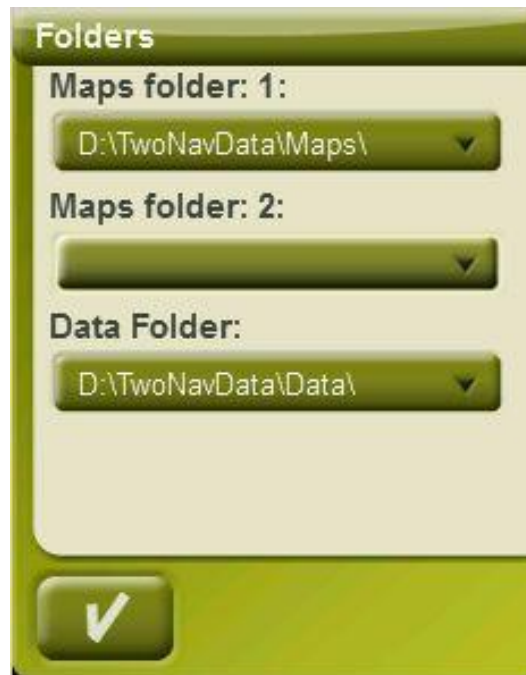 Folders
Maps folder: 1:
D:\TwoNavData\Maps\
Maps folder: 2:
Data Folder:
D:\TwoNavData\Data\